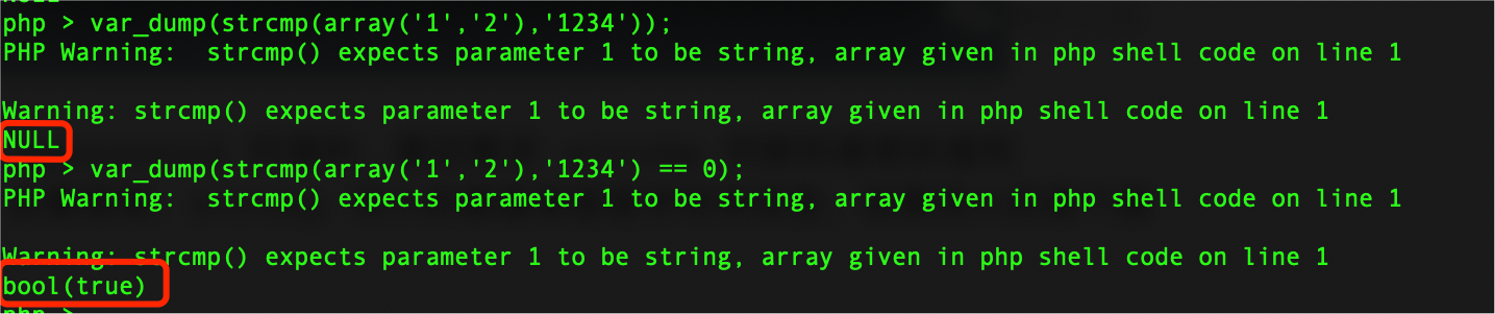 NULL
php > var_dump(strcmp(array('1','2'),'1234'));
PHP Warning:  strcmp() expects parameter 1 to be string, array given in php shell code on line 1
Warning: strcmp() expects parameter 1 to be string, array given in php shell code on line 1
NULL
php > var_dump(strcmp(array('1','2'),'1234') == 0);
PHP Warning:  strcmp() expects parameter 1 to be string, array given in php shell code on line 1
Warning: strcmp() expects parameter 1 to be string, array given in php shell code on line 1
bool(true)
php >